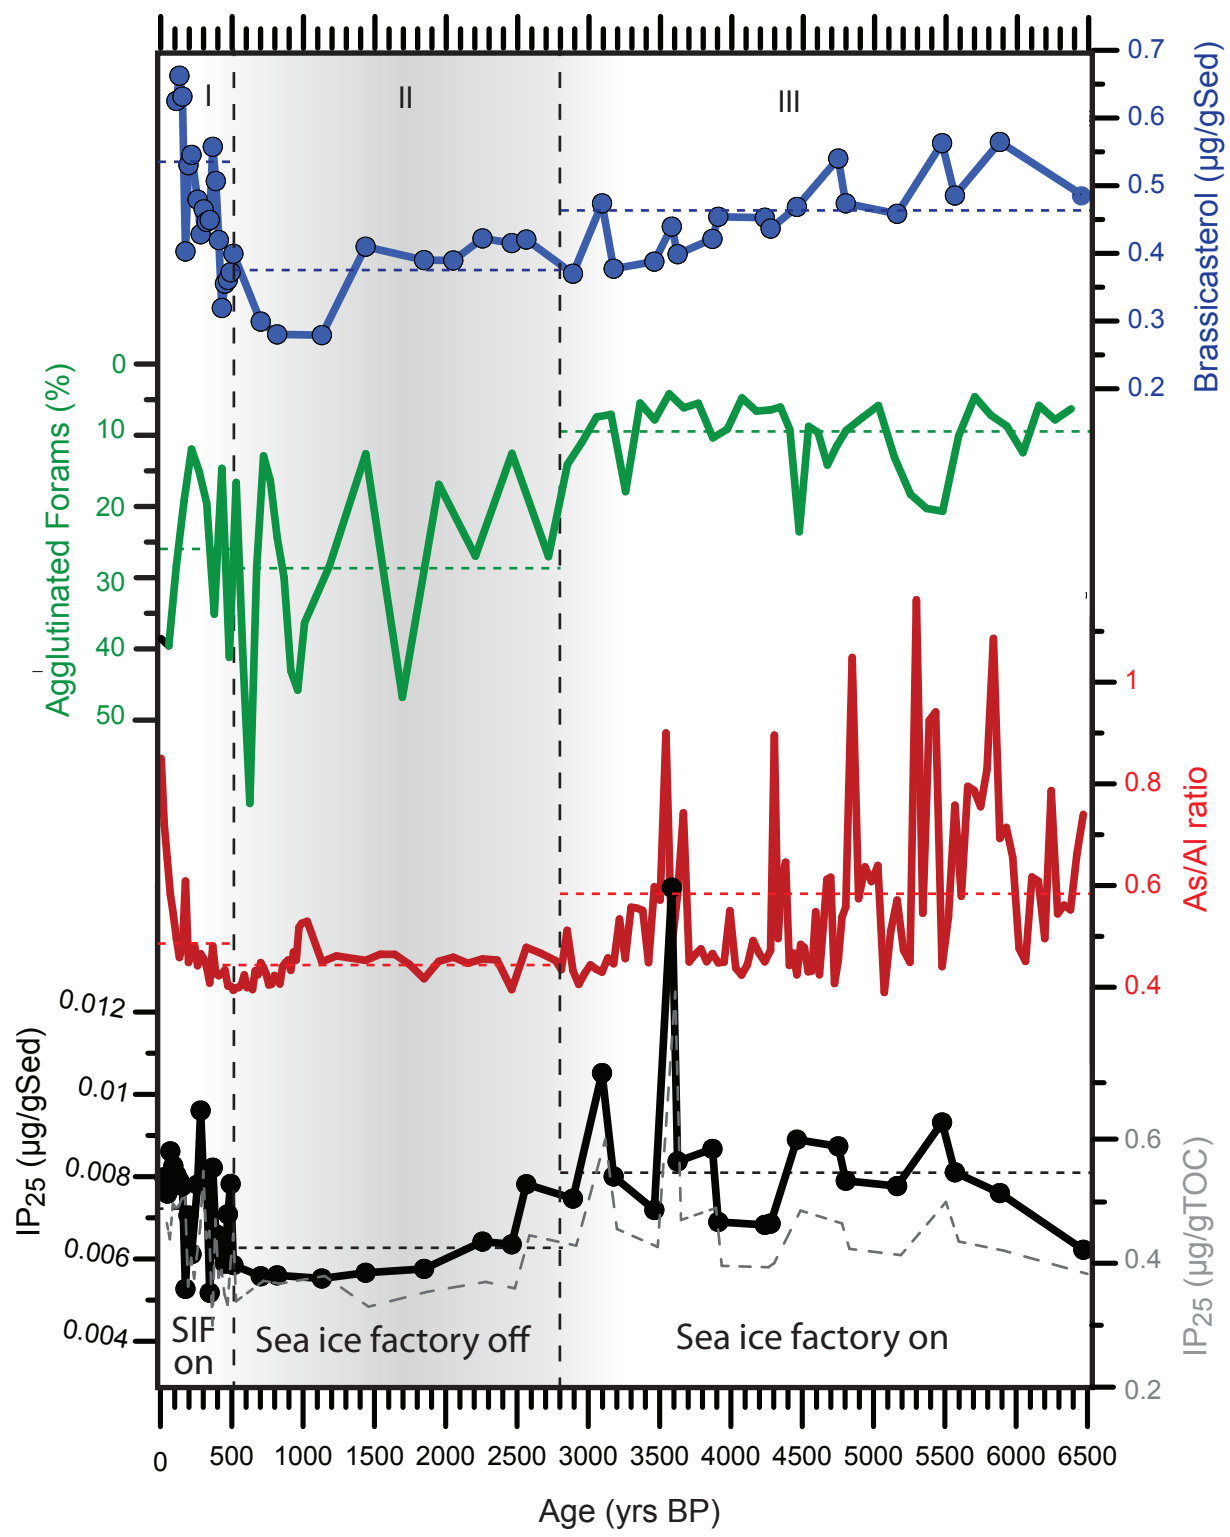 I
II
III
0.7
0.6
0.5
0.4
0.3
0.2
Brassicasterol (µg/gSed)
0
10
20
30
40
50
Agglutinated Forams (%)
1
0.8
0.6
0.4
As/Al ratio
0.012
0.01
0.008
0.006
0.004
IP25 (µg/gSed)
0.6
0.4
0.2
IP25 (µg/gTOC)
SIF
on
Sea ice factory off
Sea ice factory on
0 500 1000 1500 2000 2500 3000 3500 4000 4500 5000 5500 6000 6500
Age (yrs BP)